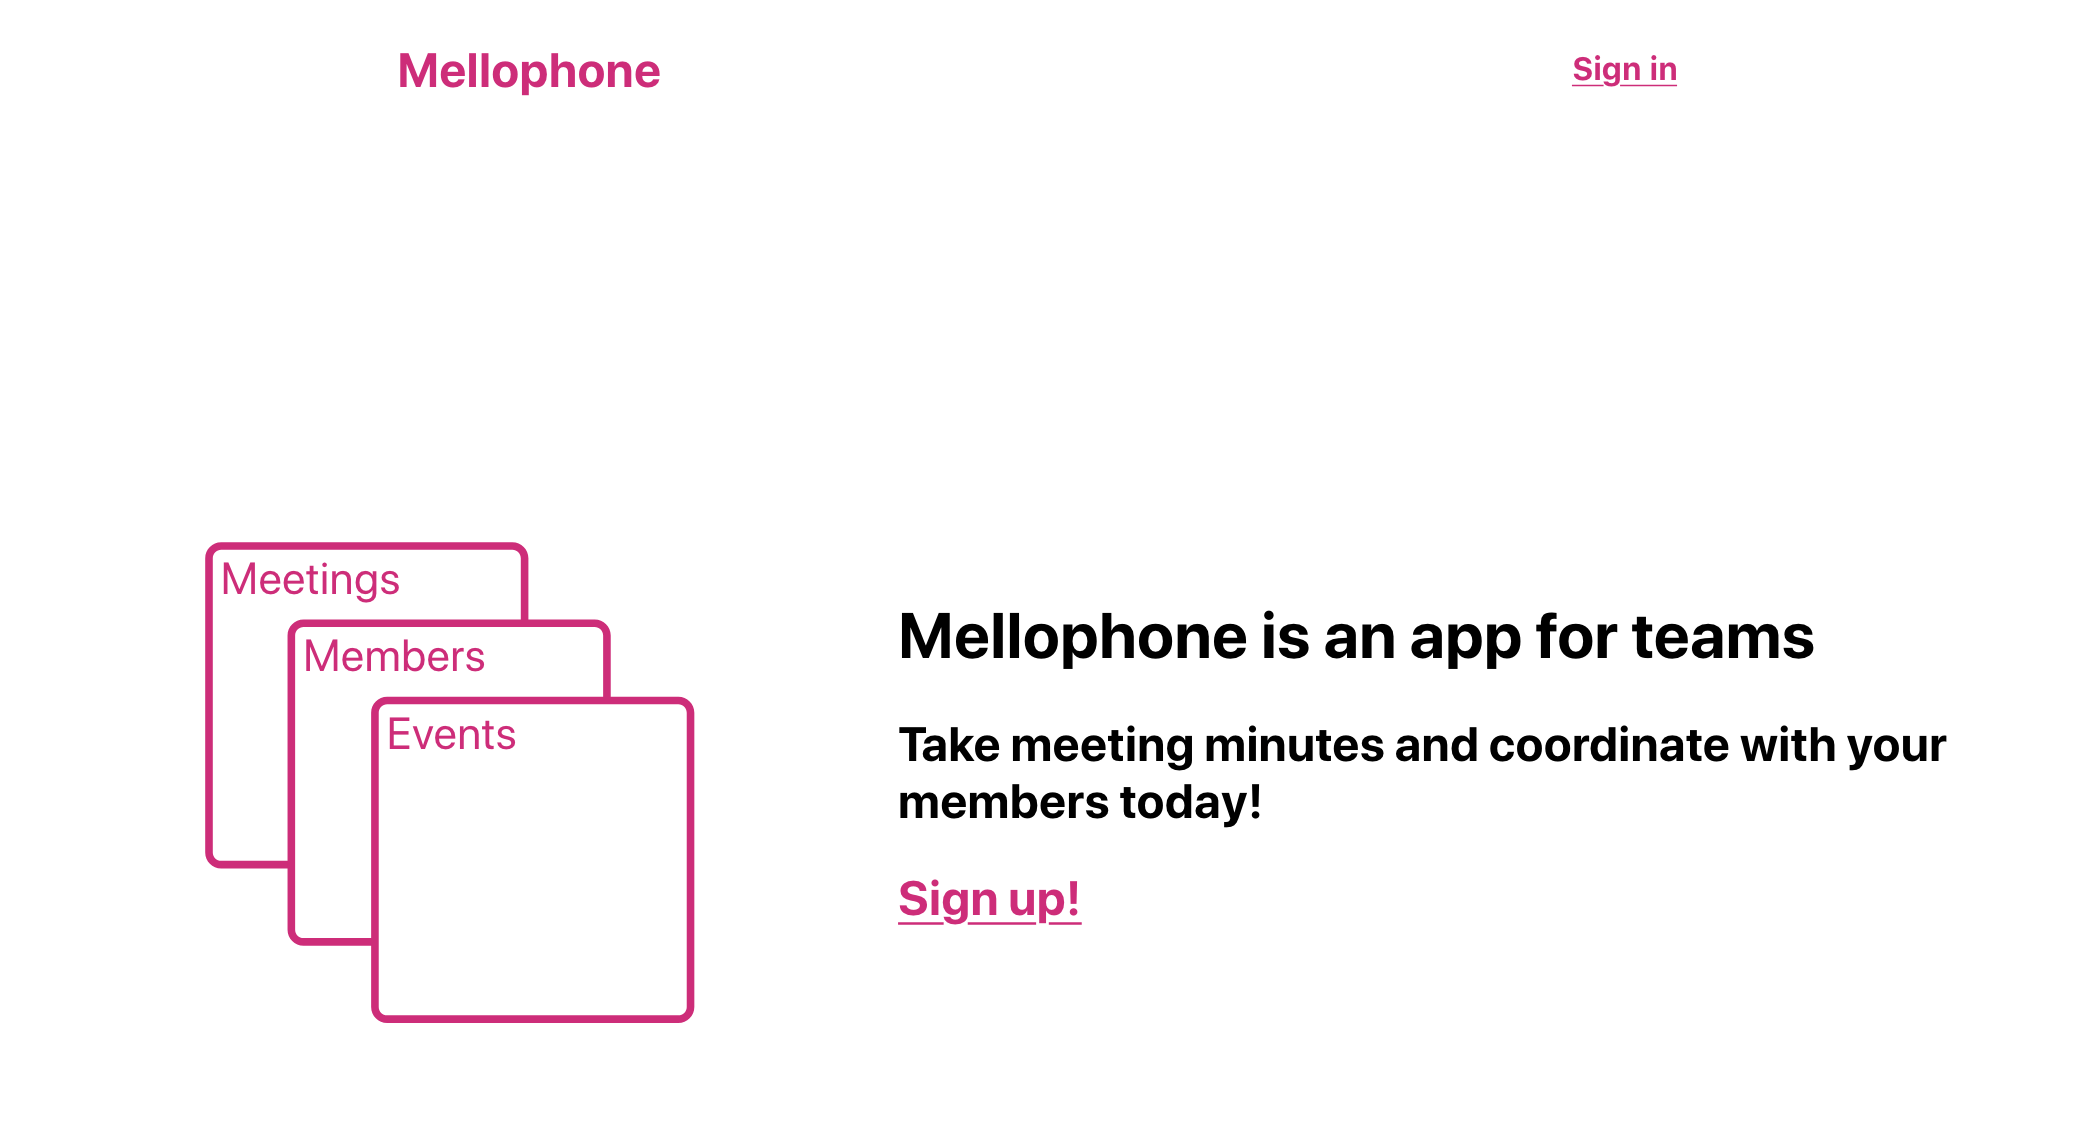 Mellophone
Sign in
Meetings
Members
Events
Mellophone is an app for teams
Take meeting minutes and coordinate with your
members today!
Sign up!